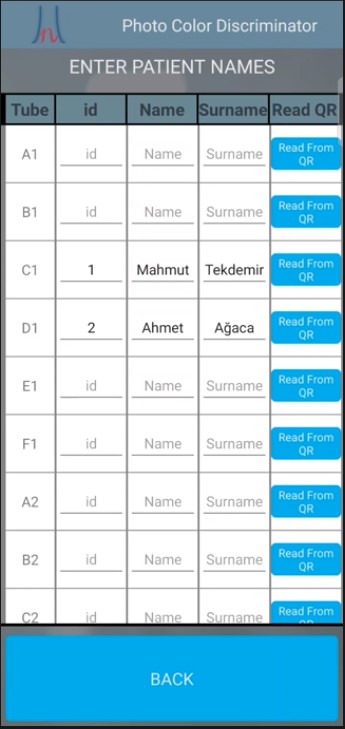 n
Photo Color Discriminator
ENTER PATIENT NAMES
Tube id Name Surname Read QR
A1 id Name Surname Read From QR
B1 id Name Surname Read From QR
C1 1 Mahmut Tekdemir Read From QR
D1 2 Ahmet Ağaca Read From QR
E1 id Name Surname Read From QR
F1 id Name Surname Read From QR
A2 id Name Surname Read From QR
B2 id Name Surname Read From QR
C2 id Name Surname Read From QR
BACK